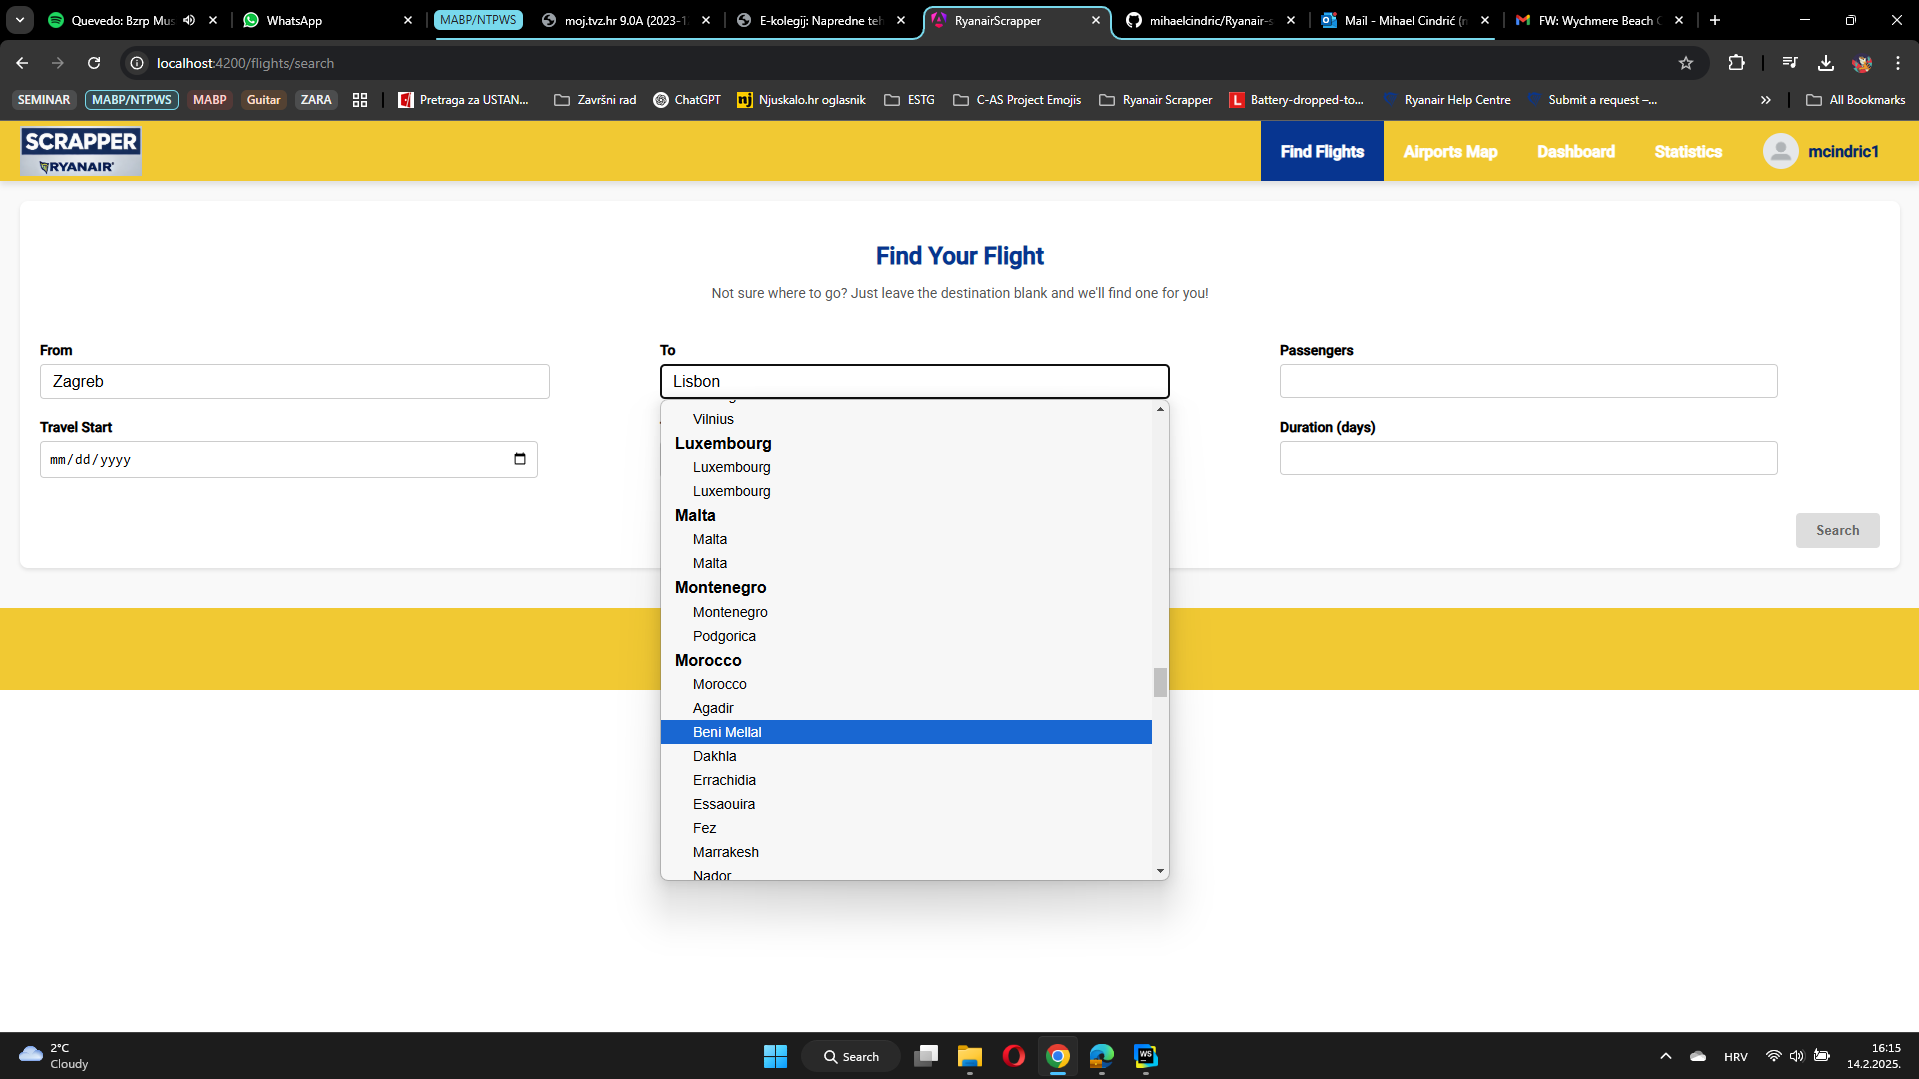 Quevedo: Bzrp Mus
WhatsApp
MABP/NTPWS
moj.tvz.hr 9.0A (2023-1
E-kolegij: Napredne teh
RyanairScrapper
mihaelcindric/Ryanair-s
Mail - Mihael Cindrić (m
FW: Wychmere Beach C
localhost:4200/flights/search
SEMINAR
MABP/NTPWS
MABP
Guitar
ZARA
Pretraga za USTAN...
Završni rad
ChatGPT
Njuskalo.hr oglasnik
ESTG
C-AS Project Emojis
Ryanair Scrapper
Battery-dropped-to...
Ryanair Help Centre
Submit a request –...
All Bookmarks
SCRAPPER
RYANAIR
Find Flights
Airports Map
Dashboard
Statistics
mcindric1
Find Your Flight
Not sure where to go? Just leave the destination blank and we'll find one for you!
From
To
Passengers
Zagreb
Lisbon
Travel Start
Duration (days)
mm/dd/yyyy
Vilnius
Luxembourg
Luxembourg
Luxembourg
Malta
Malta
Malta
Montenegro
Montenegro
Podgorica
Morocco
Morocco
Agadir
Beni Mellal
Dakhla
Errachidia
Essaouira
Fez
Marrakesh
Nador
Search
2°C
Cloudy
Search
WS
HRV
16:15
14.2.2025.